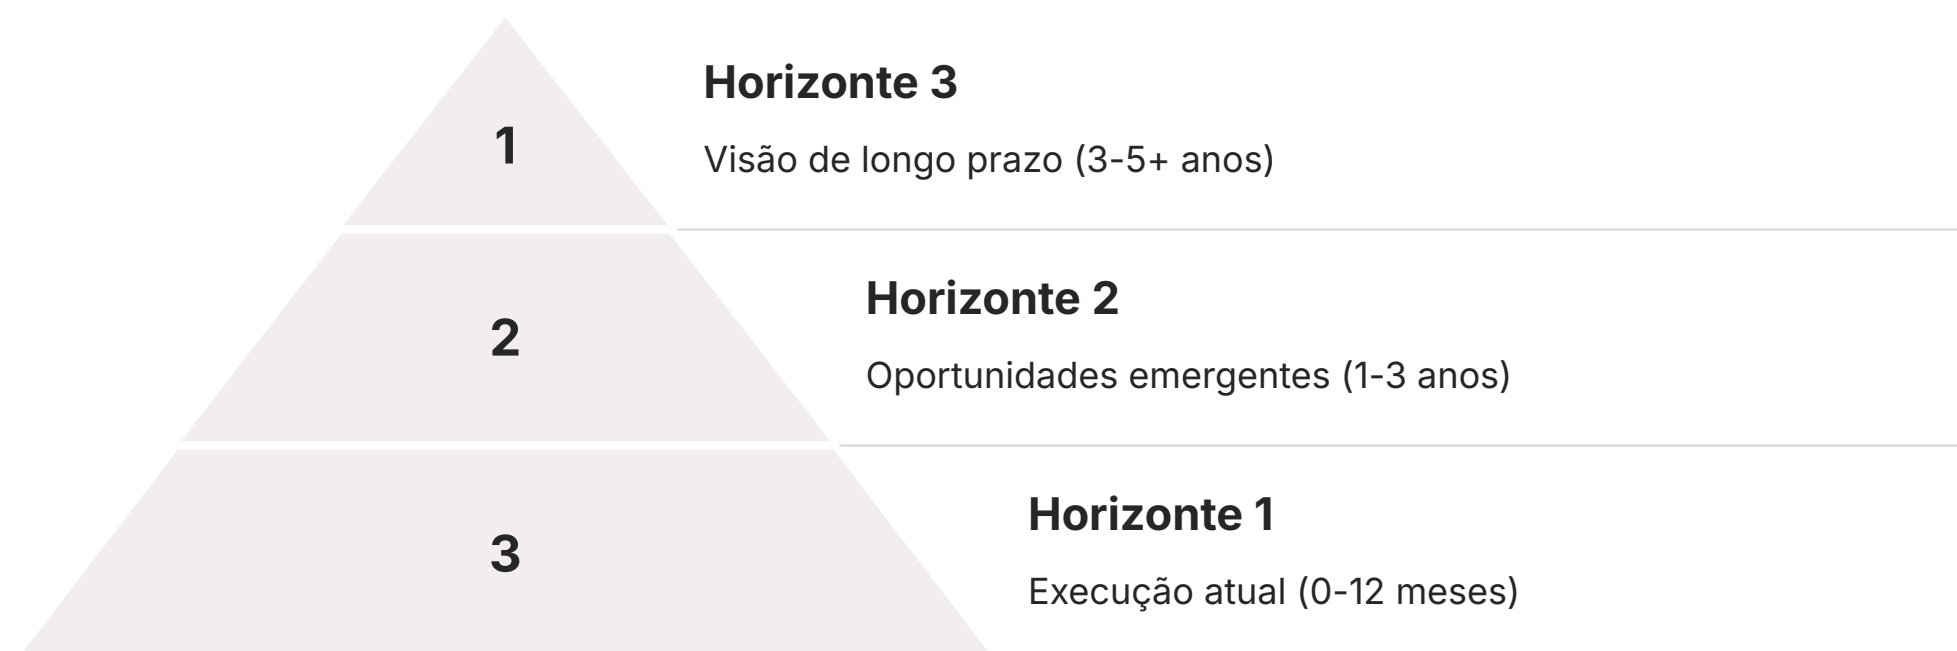 1
Horizonte 3
Visão de longo prazo (3-5+ anos)
2
Horizonte 2
Oportunidades emergentes (1-3 anos)
3
Horizonte 1
Execução atual (0-12 meses)